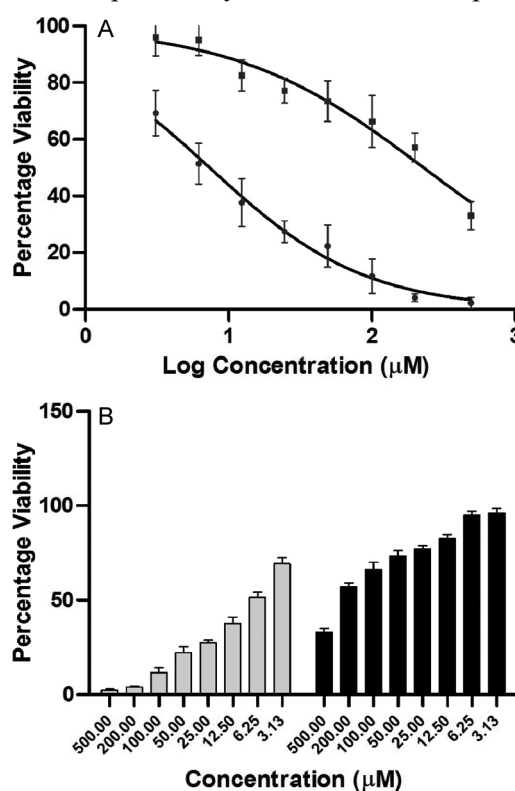 A
100
80
60
40
20
0
Percentage Viability
0 1 2 3
Log Concentration (μM)
B
150
100
50
0
Percentage Viability
500.00 200.00 100.00 50.00 25.00 12.50 6.25 3.13 500.00 200.00 100.00 50.00 25.00 12.50 6.25 3.13
Concentration (μM)